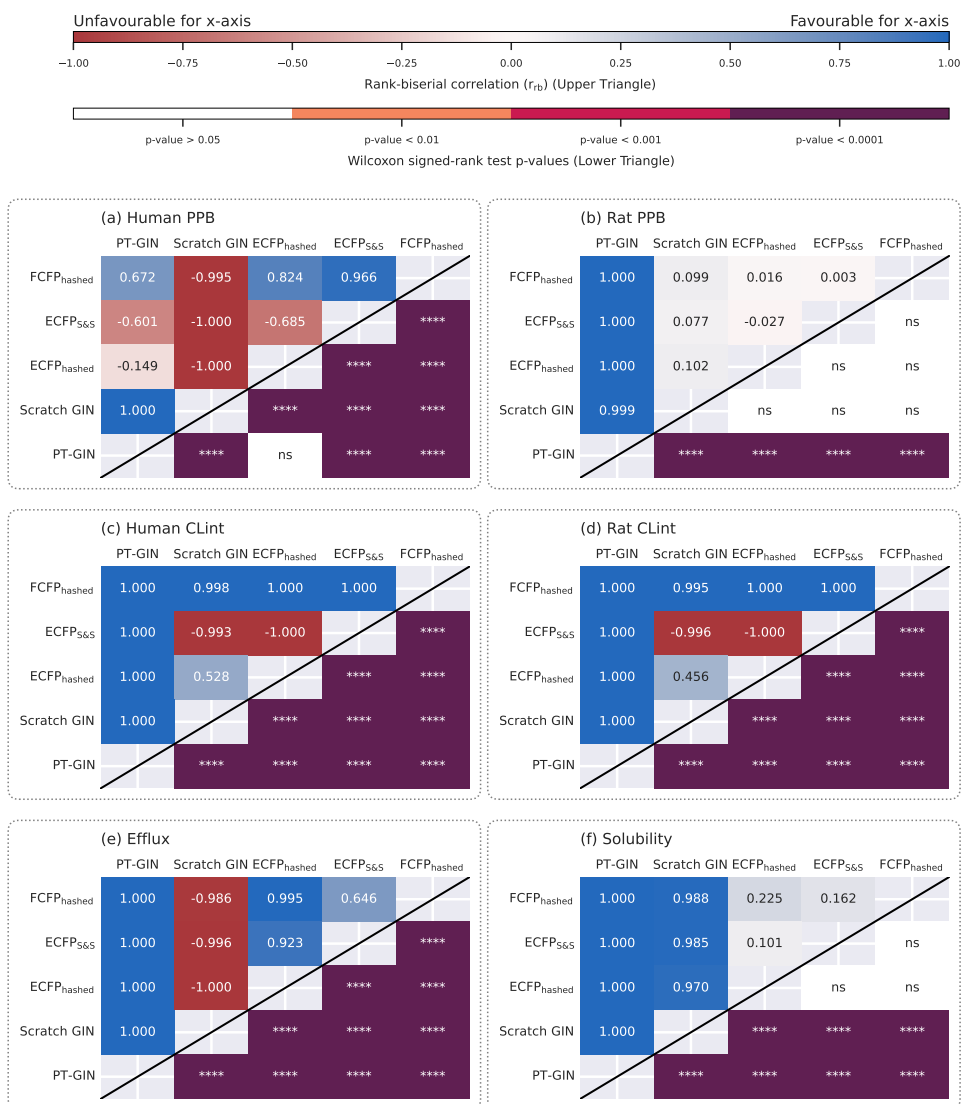 Unfavourable for x-axis Favourable for x-axis
−1.00 −0.75 −0.50 −0.25 0.00 0.25 0.50 0.75 1.00
Rank-biserial correlation (rrb) (Upper Triangle)
p-value > 0.05 p-value < 0.01 p-value < 0.001 p-value < 0.0001
Wilcoxon signed-rank test p-values (Lower Triangle)
(a) Human PPB
PT-GIN Scratch GIN ECFPhashed ECFPS&S FCFPhashed
FCFPhashed 0.672 -0.995 0.824 0.966
ECFPS&S -0.601 -1.000 -0.685 ****
ECFPhashed -0.149 -1.000 **** ****
Scratch GIN 1.000 **** **** ****
PT-GIN **** ns **** ****
(b) Rat PPB
PT-GIN Scratch GIN ECFPhashed ECFPS&S FCFPhashed
FCFPhashed 1.000 0.099 0.016 0.003
ECFPS&S 1.000 0.077 -0.027 ns
ECFPhashed 1.000 0.102 ns ns
Scratch GIN 0.999 ns ns ns
PT-GIN **** **** **** ****
(c) Human CLint
PT-GIN Scratch GIN ECFPhashed ECFPS&S FCFPhashed
FCFPhashed 1.000 0.998 1.000 1.000
ECFPS&S 1.000 -0.993 -1.000 ****
ECFPhashed 1.000 0.528 **** ****
Scratch GIN 1.000 **** **** ****
PT-GIN **** **** **** ****
(d) Rat CLint
PT-GIN Scratch GIN ECFPhashed ECFPS&S FCFPhashed
FCFPhashed 1.000 0.995 1.000 1.000
ECFPS&S 1.000 -0.996 -1.000 ****
ECFPhashed 1.000 0.456 **** ****
Scratch GIN 1.000 **** **** ****
PT-GIN **** **** **** ****
(e) Efflux
PT-GIN Scratch GIN ECFPhashed ECFPS&S FCFPhashed
FCFPhashed 1.000 -0.986 0.995 0.646
ECFPS&S 1.000 -0.996 0.923 ****
ECFPhashed 1.000 -1.000 **** ****
Scratch GIN 1.000 **** **** ****
PT-GIN **** **** **** ****
(f) Solubility
PT-GIN Scratch GIN ECFPhashed ECFPS&S FCFPhashed
FCFPhashed 1.000 0.988 0.225 0.162
ECFPS&S 1.000 0.985 0.101 ns
ECFPhashed 1.000 0.970 ns ns
Scratch GIN 1.000 **** **** ****
PT-GIN **** **** **** ****